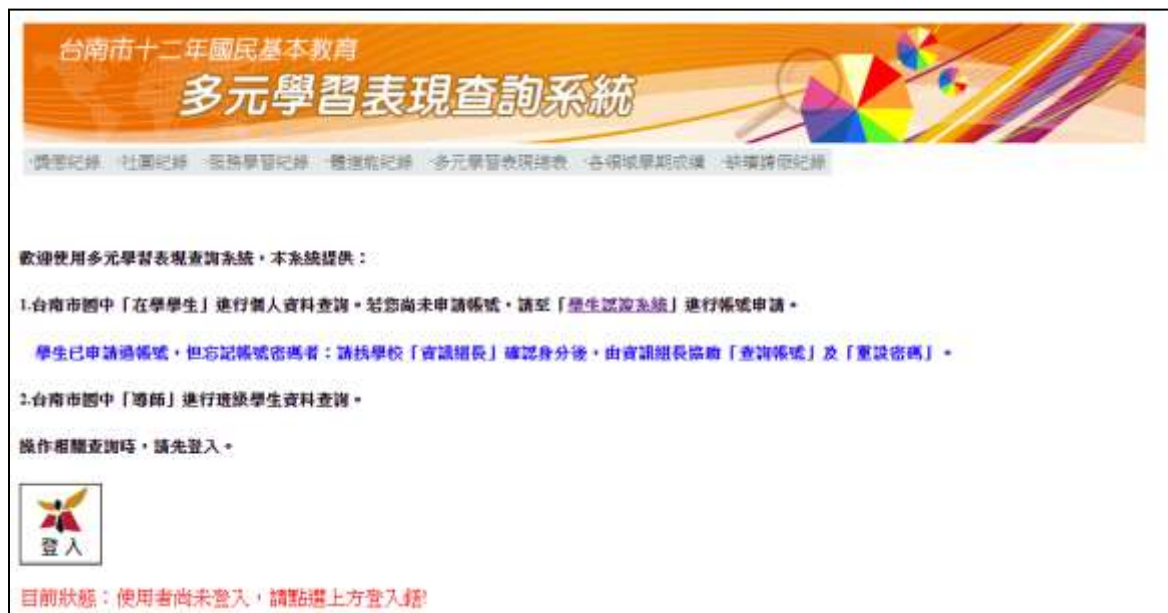 台南市十二年國民基本教育
多元學習表現查詢系統
·獎懲紀錄 ·社團紀錄 ·服務學習紀錄 ·體適能紀錄 ·多元學習表現總表 ·各領域學期成績 ·缺曠請假紀錄
歡迎使用多元學習表現查詢系統，本系統提供：
1.台南市國中「在學學生」進行個人資料查詢。若您尚未申請帳號，請至「學生認證系統」進行帳號申請。
學生已申請過帳號，但忘記帳號密碼者：請找學校「資訊組長」確認身分後，由資訊組長協助「查詢帳號」及「重設密碼」。
2.台南市國中「導師」進行班級學生資料查詢。
操作相關查詢時，請先登入。
登入
目前狀態：使用者尚未登入，請點選上方登入鈕!